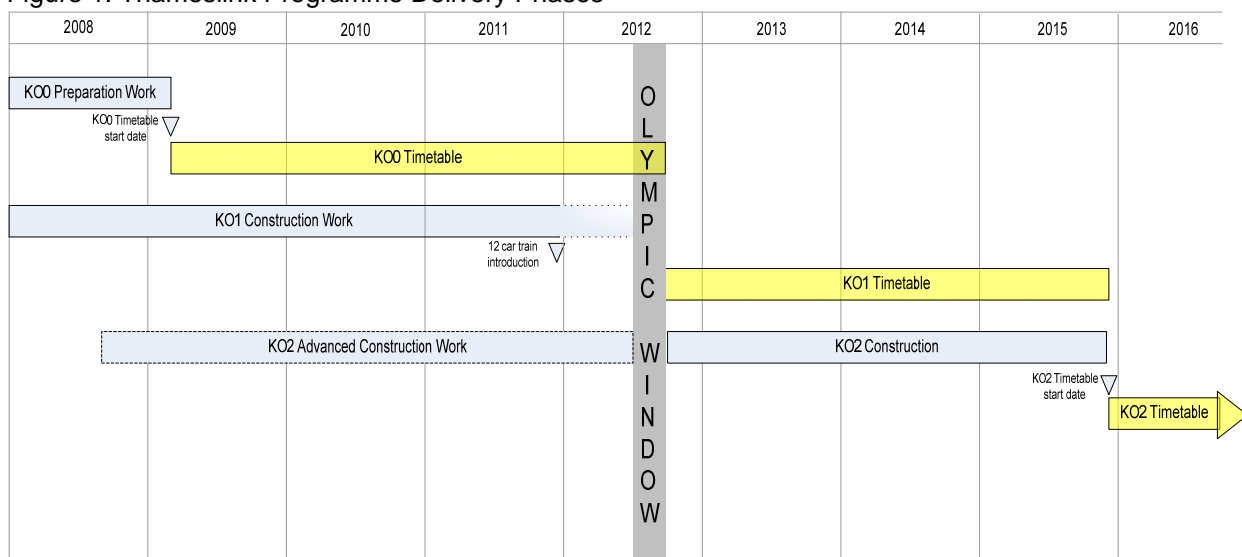 Figure 1: Thameslink Programme Delivery Phases
2008 2009 2010 2011 2012 2013 2014 2015 2016
KO0 Preparation Work
KO0 Timetable
start date
KO0 Timetable
KO1 Construction Work
12 car train
introduction
KO1 Timetable
KO2 Advanced Construction Work
KO2 Construction
KO2 Timetable
start date
KO2 Timetable
OLYMPIC WINDOW